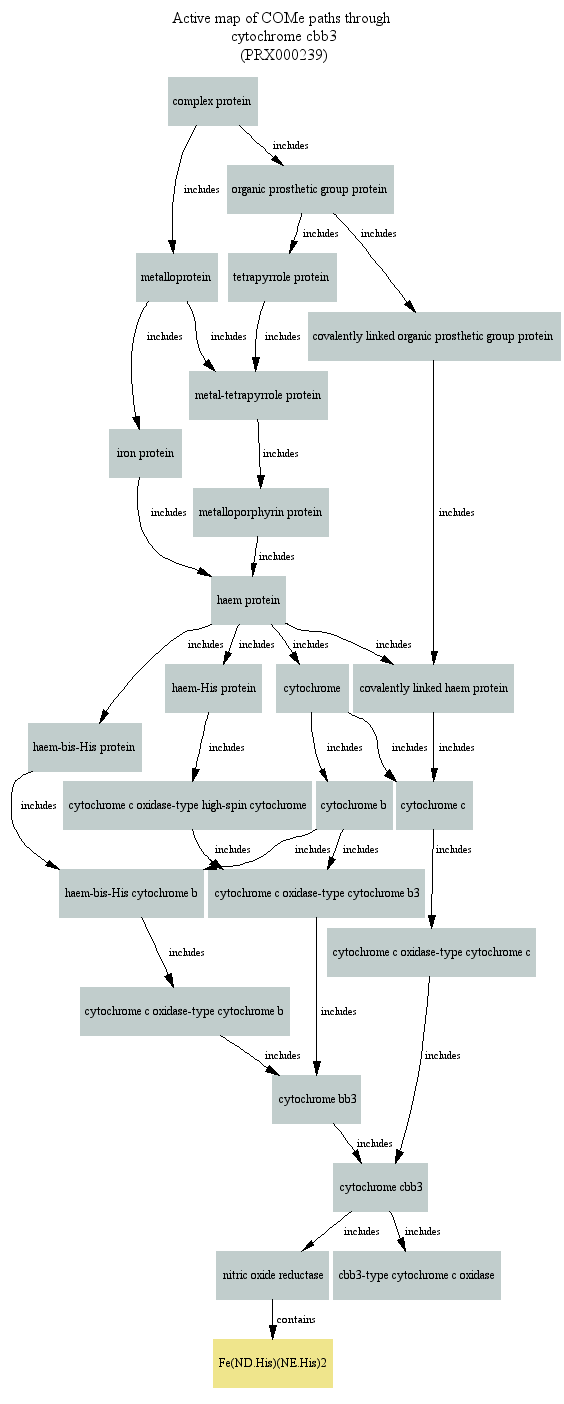 Active map of COMe paths through
cytochrome cbb3
(PRX000239)
complex protein
includes
organic prosthetic group protein
includes
includes
includes
metalloprotein
tetrapyrrole protein
includes
includes
includes
covalently linked organic prosthetic group protein
metal-tetrapyrrole protein
iron protein
includes
metalloporphyrin protein
includes
includes
includes
haem protein
includes
includes
includes
includes
haem-His protein
cytochrome
covalently linked haem protein
haem-bis-His protein
includes
includes
includes
includes
cytochrome c oxidase-type high-spin cytochrome
cytochrome b
cytochrome c
includes
includes
includes
includes
includes
haem-bis-His cytochrome b
cytochrome c oxidase-type cytochrome b3
cytochrome c oxidase-type cytochrome c
includes
cytochrome c oxidase-type cytochrome b
includes
includes
includes
cytochrome bb3
includes
cytochrome cbb3
includes
includes
nitric oxide reductase
cbb3-type cytochrome c oxidase
contains
Fe(ND.His)(NE.His)2